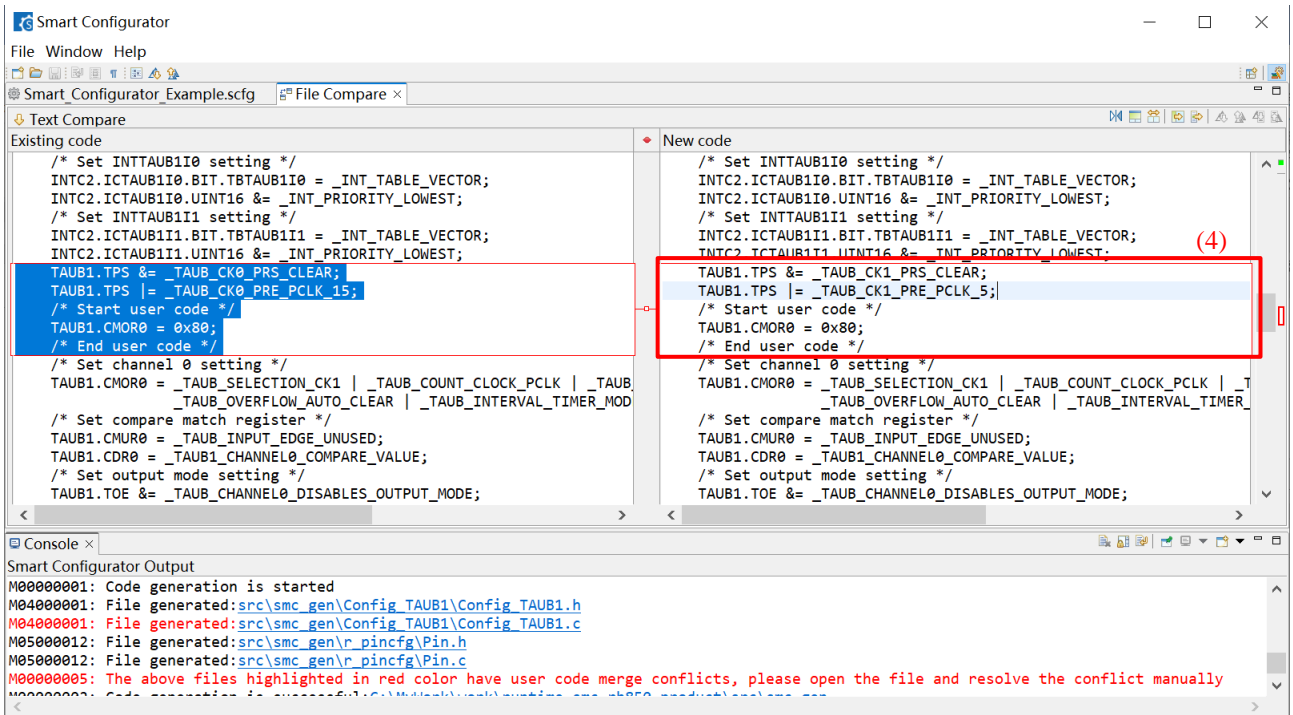 Smart Configurator
File Window Help
Smart_Configurator_Example.scfg File Compare
Text Compare
Existing code
New code
/* Set INTTAUB1I0 setting */
INTC2.ICTAUB1I0.BIT.TBTAUB1I0 = _INT_TABLE_VECTOR;
INTC2.ICTAUB1I0.UINT16 &= _INT_PRIORITY_LOWEST;
/* Set INTTAUB1I1 setting */
INTC2.ICTAUB1I1.BIT.TBTAUB1I1 = _INT_TABLE_VECTOR;
INTC2.ICTAUB1I1.UINT16 &= _INT_PRIORITY_LOWEST;
TAUB1.TPS &= _TAUB_CK0_PRS_CLEAR;
TAUB1.TPS |= _TAUB_CK0_PRE_PCLK_15;
/* Start user code */
TAUB1.CMOR0 = 0x80;
/* End user code */
/* Set channel 0 setting */
TAUB1.CMOR0 = _TAUB_SELECTION_CK1 | _TAUB_COUNT_CLOCK_PCLK | _TAUB_
_TAUB_OVERFLOW_AUTO_CLEAR | _TAUB_INTERVAL_TIMER_MOD
/* Set compare match register */
TAUB1.CMUR0 = _TAUB_INPUT_EDGE_UNUSED;
TAUB1.CDR0 = _TAUB1_CHANNEL0_COMPARE_VALUE;
/* Set output mode setting */
TAUB1.TOE &= _TAUB_CHANNEL0_DISABLES_OUTPUT_MODE;
/* Set INTTAUB1I0 setting */
INTC2.ICTAUB1I0.BIT.TBTAUB1I0 = _INT_TABLE_VECTOR;
INTC2.ICTAUB1I0.UINT16 &= _INT_PRIORITY_LOWEST;
/* Set INTTAUB1I1 setting */
INTC2.ICTAUB1I1.BIT.TBTAUB1I1 = _INT_TABLE_VECTOR;
(4)
INTC2.ICTAUB1I1.UINT16 &= _INT_PRIORITY_LOWEST;
TAUB1.TPS &= _TAUB_CK1_PRS_CLEAR;
TAUB1.TPS |= _TAUB_CK1_PRE_PCLK_5;
/* Start user code */
TAUB1.CMOR0 = 0x80;
/* End user code */
/* Set channel 0 setting */
TAUB1.CMOR0 = _TAUB_SELECTION_CK1 | _TAUB_COUNT_CLOCK_PCLK | _T
_TAUB_OVERFLOW_AUTO_CLEAR | _TAUB_INTERVAL_TIMER_
/* Set compare match register */
TAUB1.CMUR0 = _TAUB_INPUT_EDGE_UNUSED;
TAUB1.CDR0 = _TAUB1_CHANNEL0_COMPARE_VALUE;
/* Set output mode setting */
TAUB1.TOE &= _TAUB_CHANNEL0_DISABLES_OUTPUT_MODE;
Console
Smart Configurator Output
M00000001: Code generation is started
M04000001: File generated:src\smc_gen\Config_TAUB1\Config_TAUB1.h
M04000001: File generated:src\smc_gen\Config_TAUB1\Config_TAUB1.c
M05000012: File generated:src\smc_gen\r_pincfg\Pin.h
M05000012: File generated:src\smc_gen\r_pincfg\Pin.c
M00000005: The above files highlighted in red color have user code merge conflicts, please open the file and resolve the conflict manually